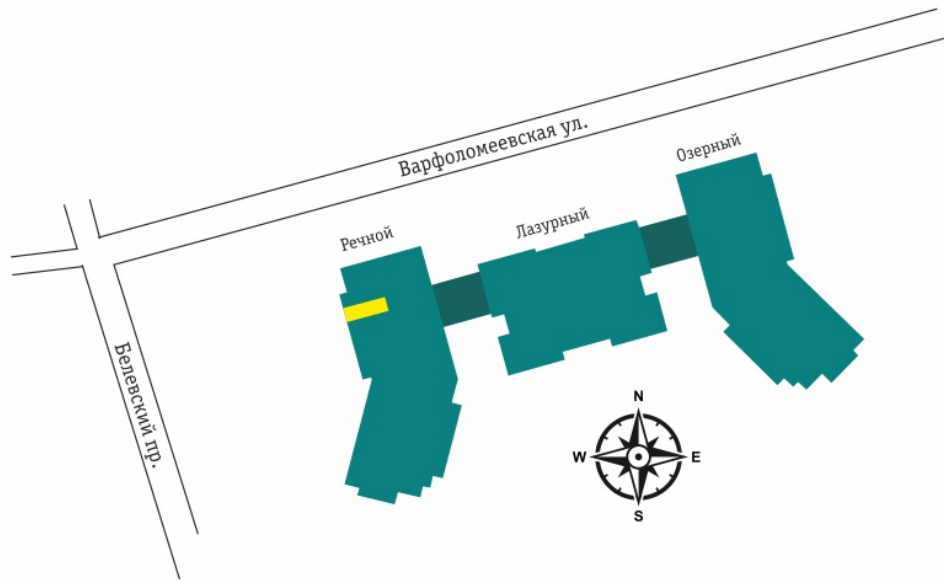 Варфоломеевская ул.
Озерный
Лазурный
Речной
Белевский пр.
N
W
E
S